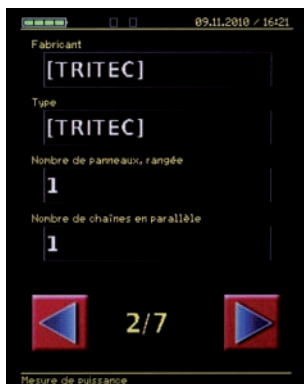 09.11.2010 / 16:21
Fabricant
[TRITEC]
Type
[TRITEC]
Nombre de panneaux, rangée
1
Nombre de chaînes en parallèle
1
2/7
Mesure de puissance